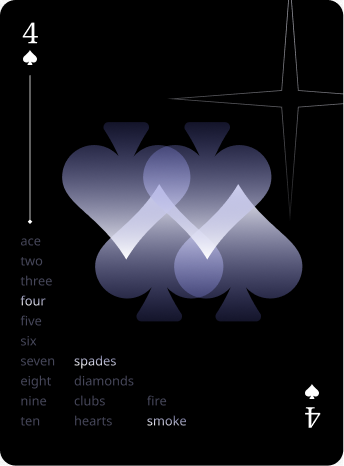 4
ace
two
three
four
five
six
seven spades
eight diamonds
nine clubs fire
ten hearts smoke
4